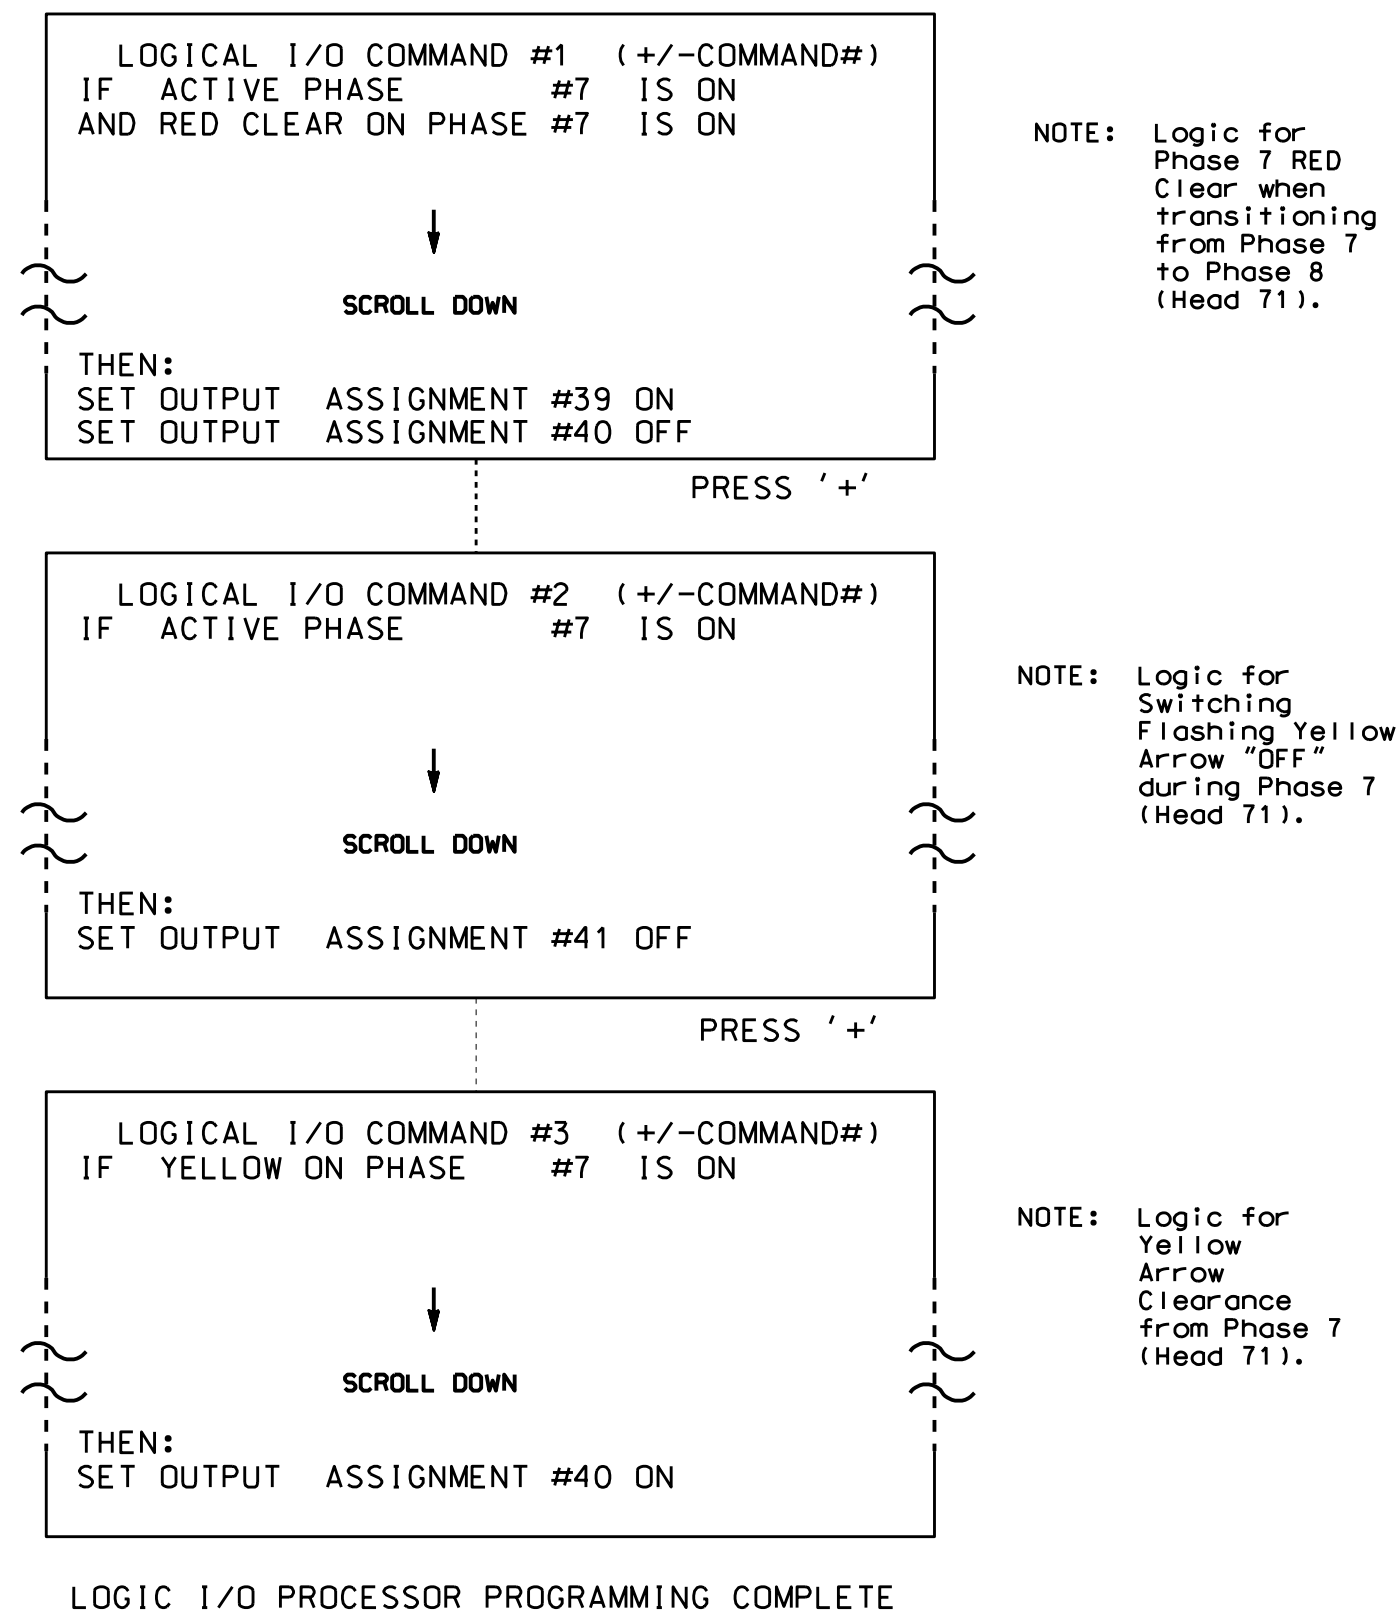 LOGICAL I/O COMMAND #1 (+/-COMMAND#)
IF ACTIVE PHASE #7 IS ON
AND RED CLEAR ON PHASE #7 IS ON
SCROLL DOWN
THEN:
SET OUTPUT ASSIGNMENT #39 ON
SET OUTPUT ASSIGNMENT #40 OFF
NOTE: Logic for
Phase 7 RED
Clear when
transitioning
from Phase 7
to Phase 8
(Head 71).
PRESS '+'
LOGICAL I/O COMMAND #2 (+/-COMMAND#)
IF ACTIVE PHASE #7 IS ON
SCROLL DOWN
THEN:
SET OUTPUT ASSIGNMENT #41 OFF
NOTE: Logic for
Switching
Flashing Yellow
Arrow "OFF"
during Phase 7
(Head 71).
PRESS '+'
LOGICAL I/O COMMAND #3 (+/-COMMAND#)
IF YELLOW ON PHASE #7 IS ON
SCROLL DOWN
THEN:
SET OUTPUT ASSIGNMENT #40 ON
NOTE: Logic for
Yellow
Arrow
Clearance
from Phase 7
(Head 71).
LOGIC I/O PROCESSOR PROGRAMMING COMPLETE